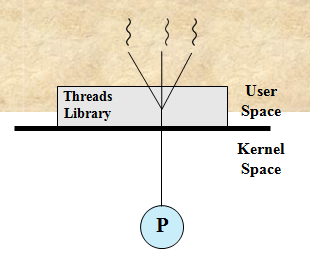 Threads
Library
User
Space
Kernel
Space
P